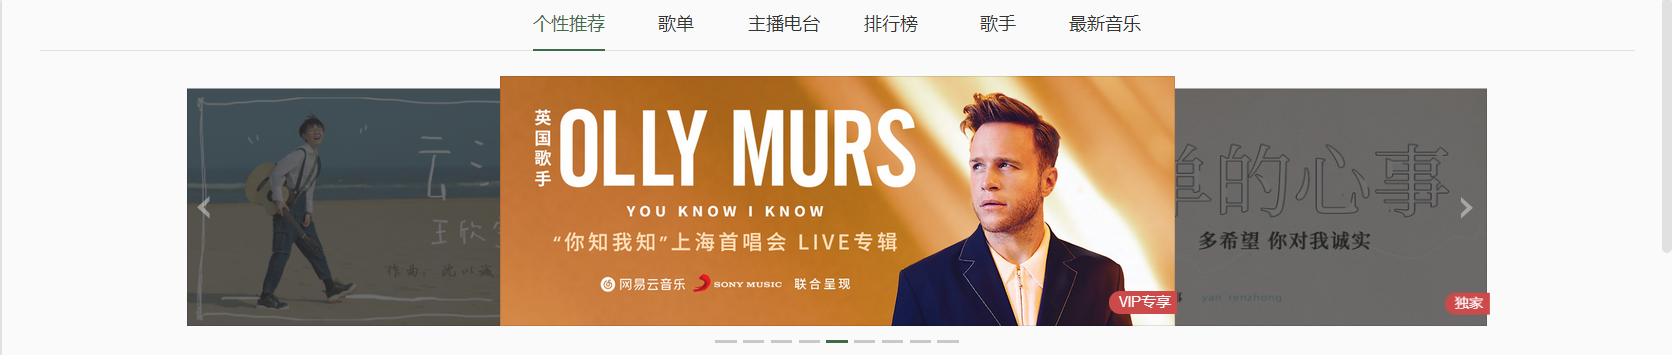 个性推荐 歌单 主播电台 排行榜 歌手 最新音乐
云
王欣
作曲：沈以诚
英国歌手
OLLY MURS
YOU KNOW I KNOW
“你知我知”上海首唱会 LIVE专辑
网易云音乐 SONY MUSIC 联合呈现
VIP专享
单的心事
多希望 你对我诚实
yan renzhong
独家